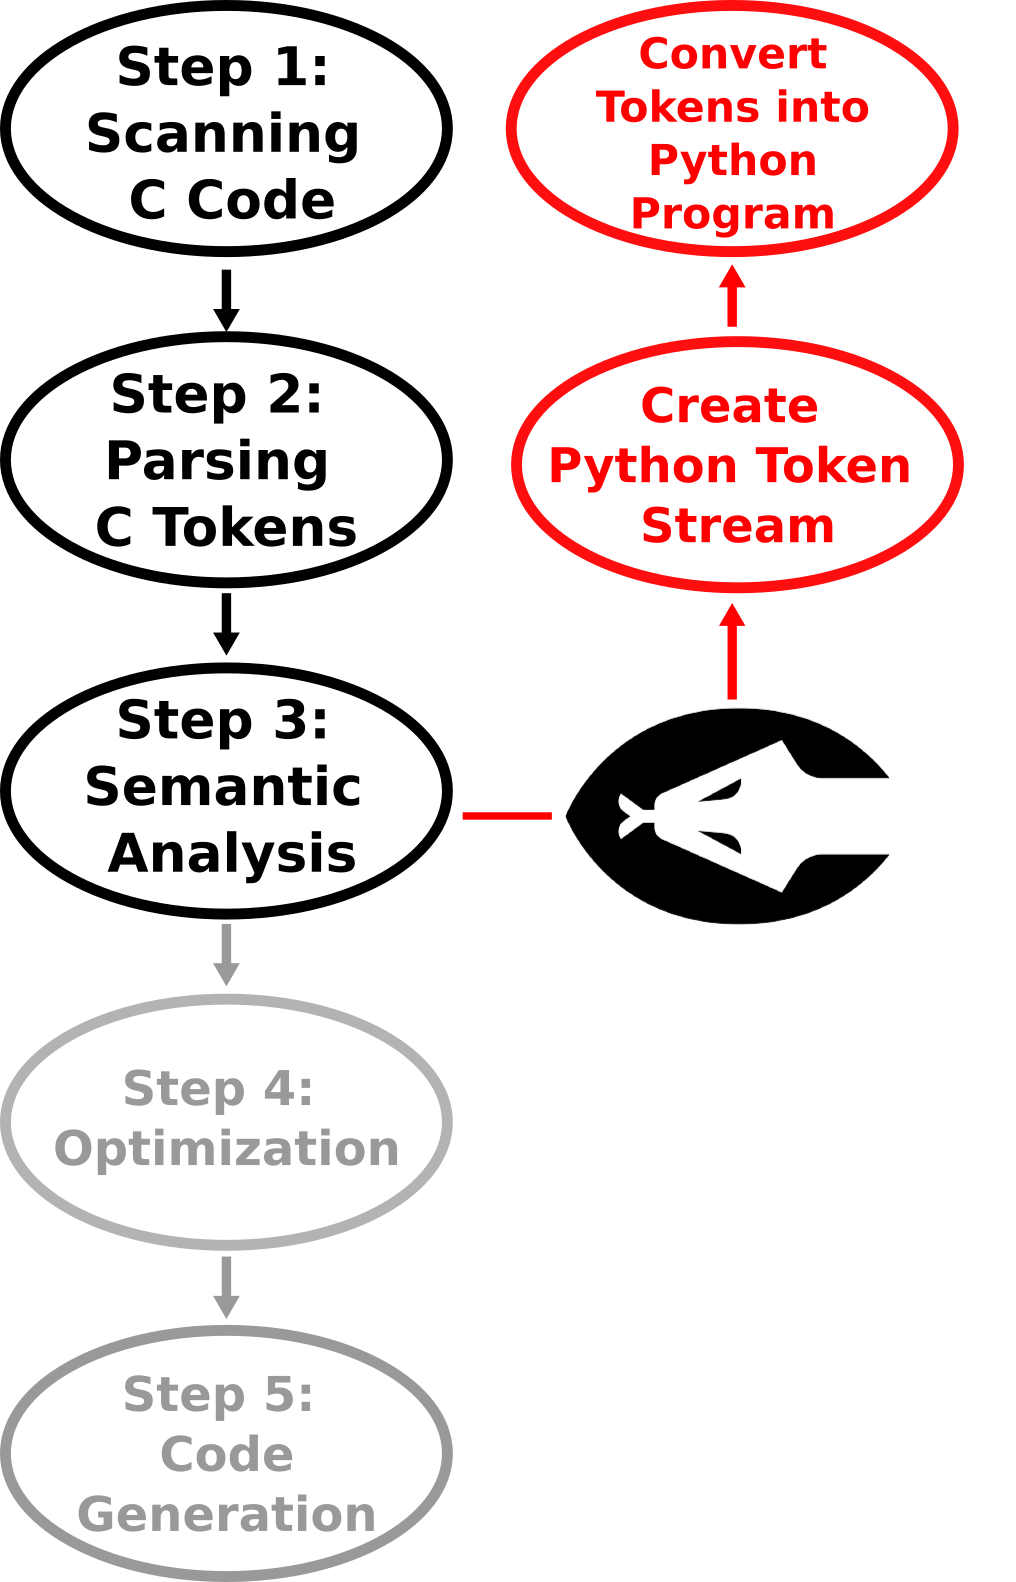 Step 1:
Scanning
C Code
Step 2:
Parsing
C Tokens
Step 3:
Semantic
Analysis
Step 4:
Optimization
Step 5:
Code
Generation
Convert
Tokens into
Python
Program
Create
Python Token
Stream